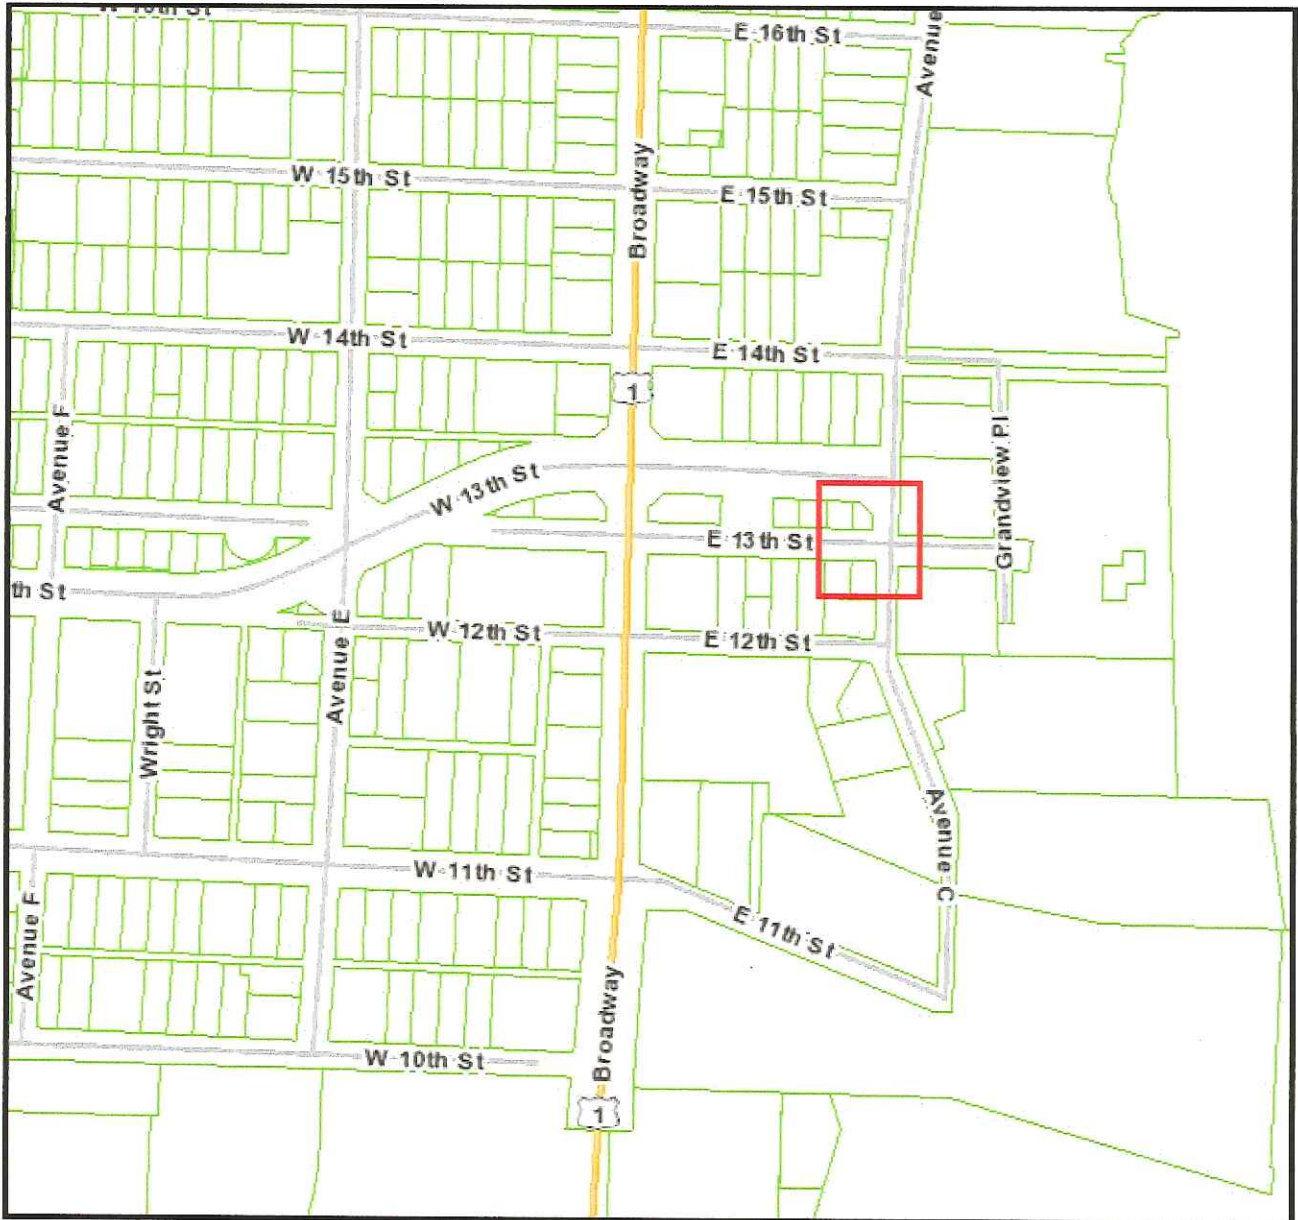 W 16th St
E 16th St
Avenue
W 15th St
E 15th St
Broadway
W 14th St
E 14th St
1
Avenue F
W 13th St
Grandview Pl
E 13th St
th St
W 12th St
E 12th St
Avenue E
Wright St
Avenue C
W 11th St
E 11th St
Avenue F
Broadway
W 10th St
1